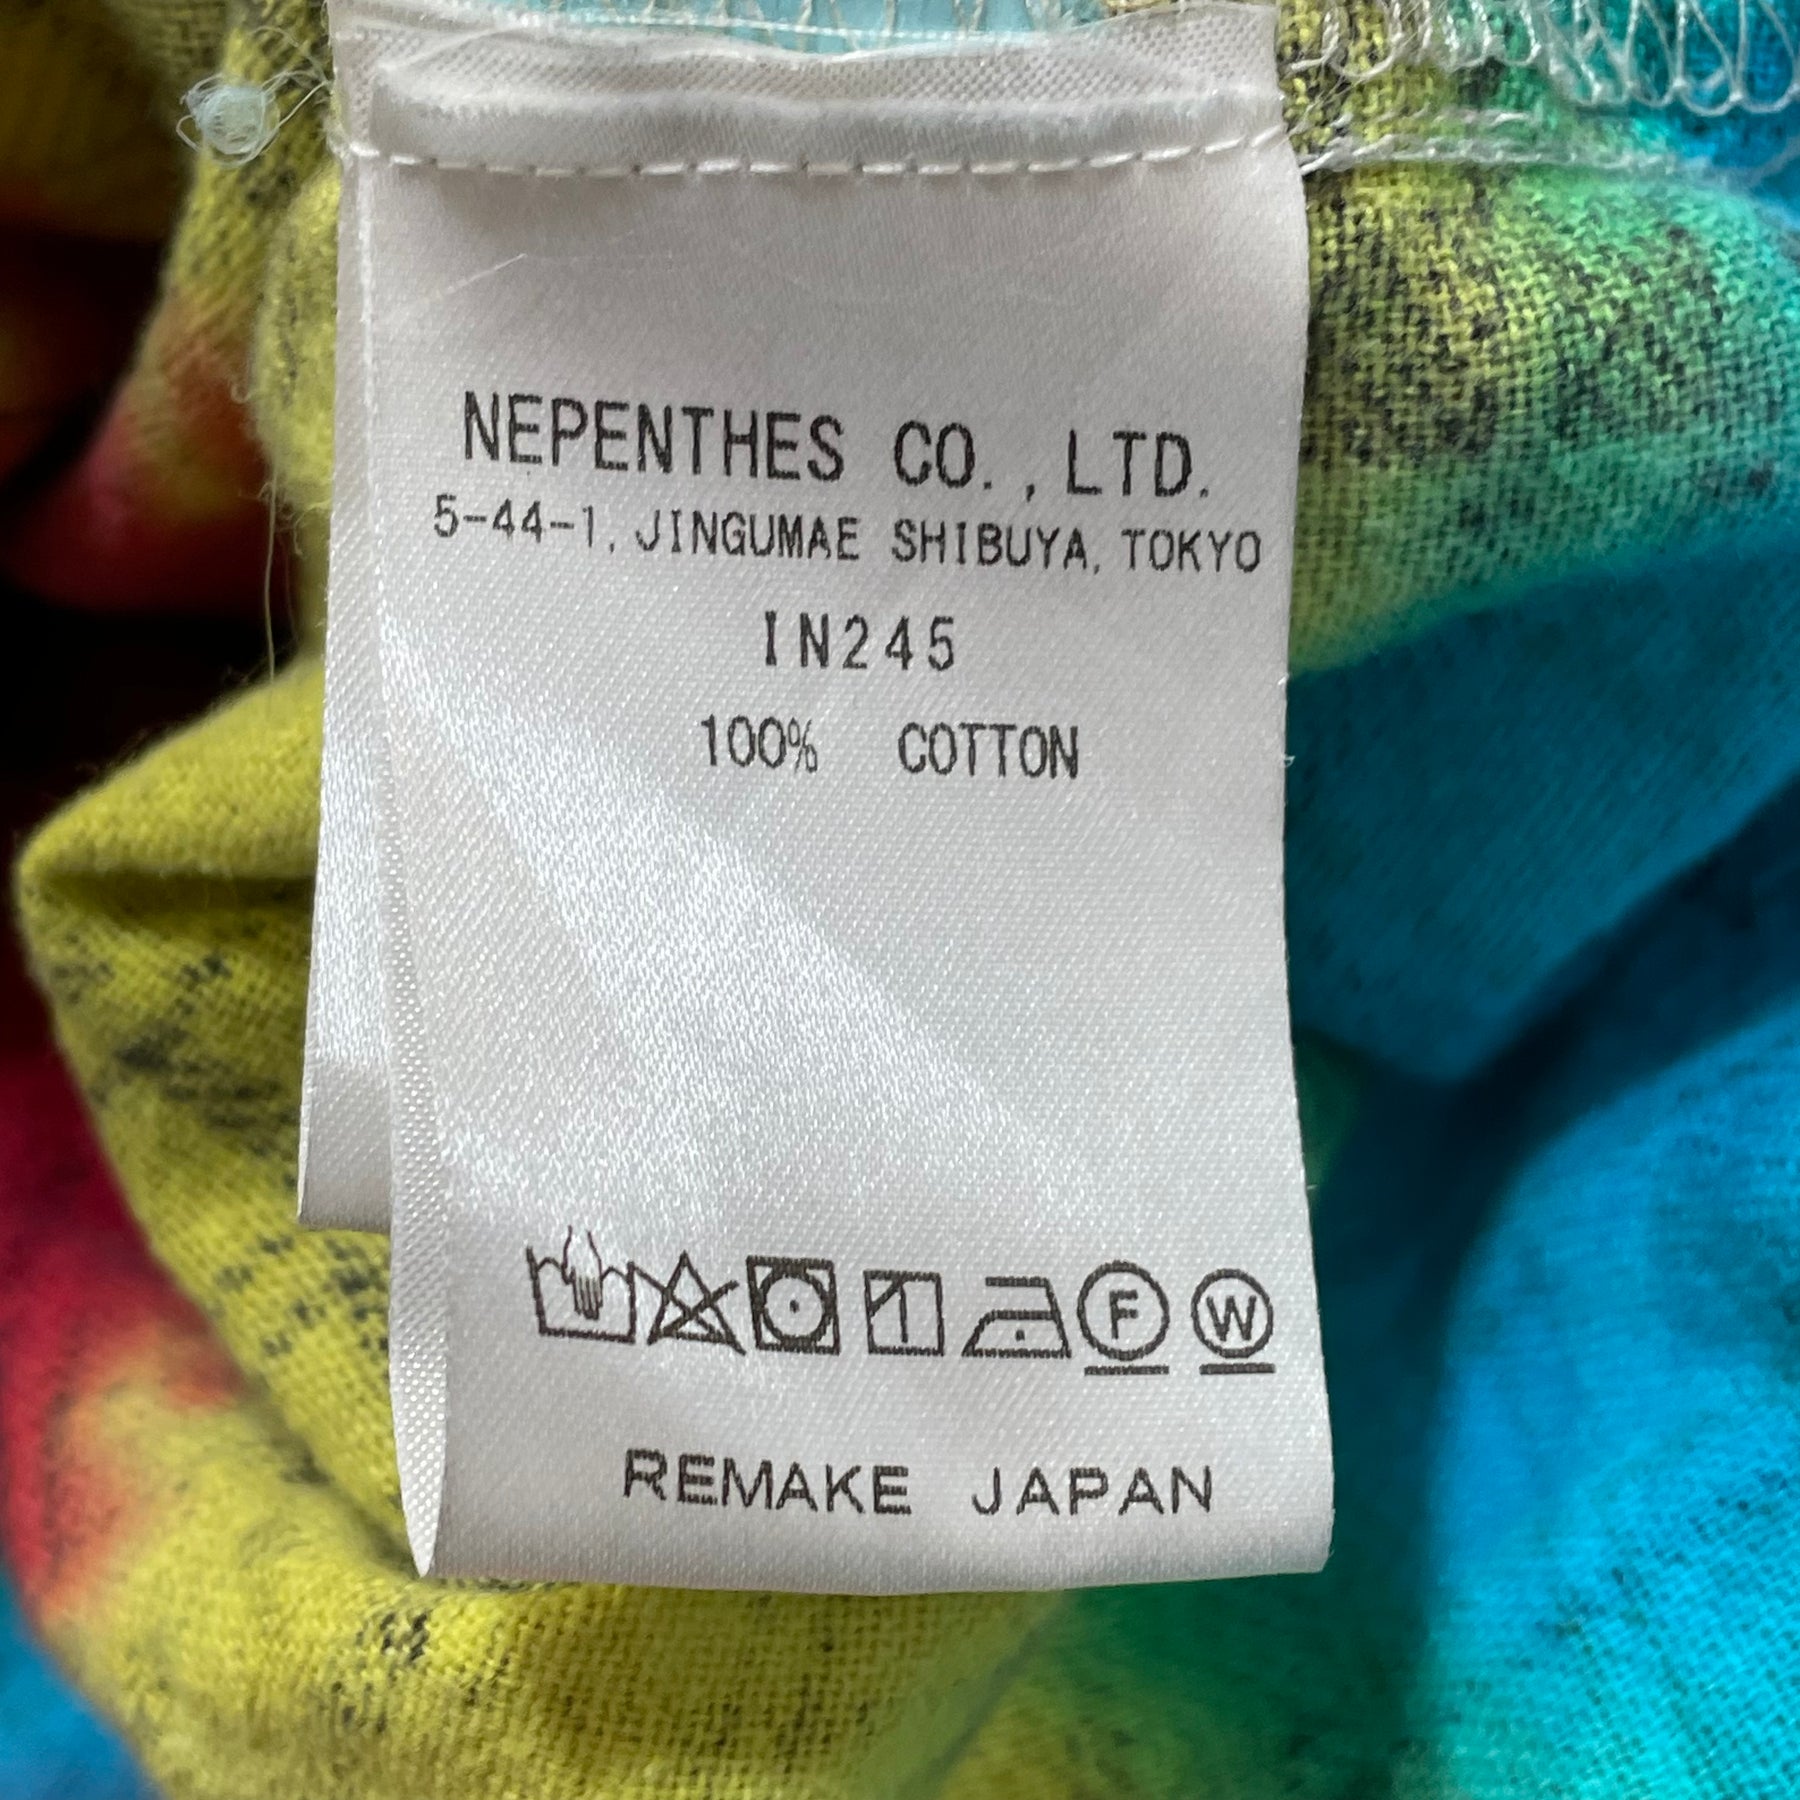 NEPENTHES CO., LTD.
5-44-1, JINGUMAE SHIBUYA, TOKYO
IN245
100% COTTON
F W
REMAKE JAPAN